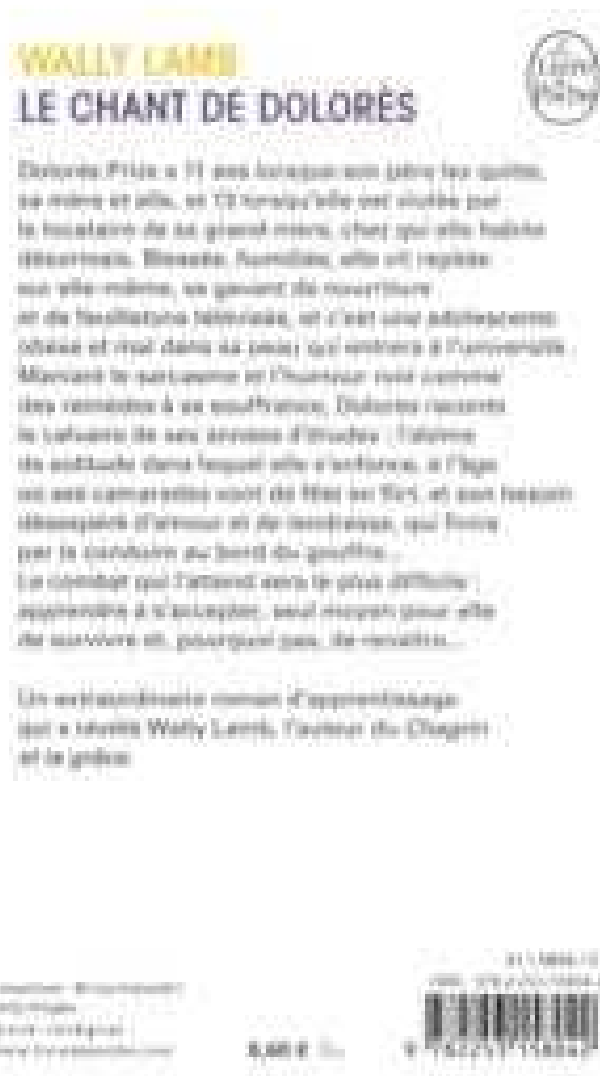 WALLY LAMB
LE CHANT DE DOLORÈS
Le Livre de Poche
Dolorès Price a 11 ans lorsque son père les quitte,
sa mère et elle, et 13 lorsqu'elle est violée par
le locataire de sa grand-mère, chez qui elle habite
désormais. Blessée, humiliée, elle vit repliée
sur elle-même, se gavant de nourriture
et de feuilletons télévisés, et c'est une adolescente
obèse et mal dans sa peau qui entrera à l'université.
Maniant le sarcasme et l'humour noir comme
des remèdes à sa souffrance, Dolorès raconte
le calvaire de ses années d'études : l'abîme
de solitude dans lequel elle s'enfonce, à l'âge
où ses camarades vont de fête en flirt, et son besoin
désespéré d'amour et de tendresse, qui finira
par la conduire au bord du gouffre...
Le combat qui l'attend sera le plus difficile :
apprendre à s'accepter, seul moyen pour elle
de survivre et, pourquoi pas, de renaître...
Un extraordinaire roman d'apprentissage
qui a révélé Wally Lamb, l'auteur du Chagrin
et la grâce.
€